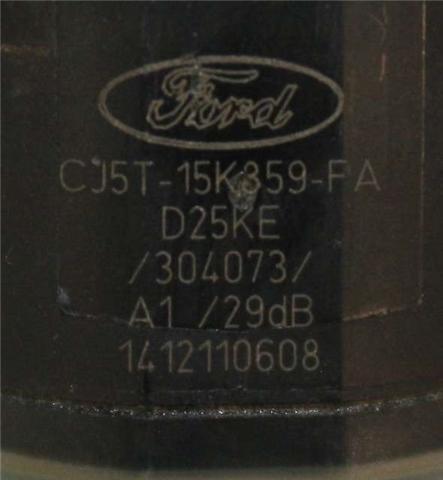 Ford
CJ5T-15K859-FA
D25KE
/304073/
A1 /29dB
1412110608